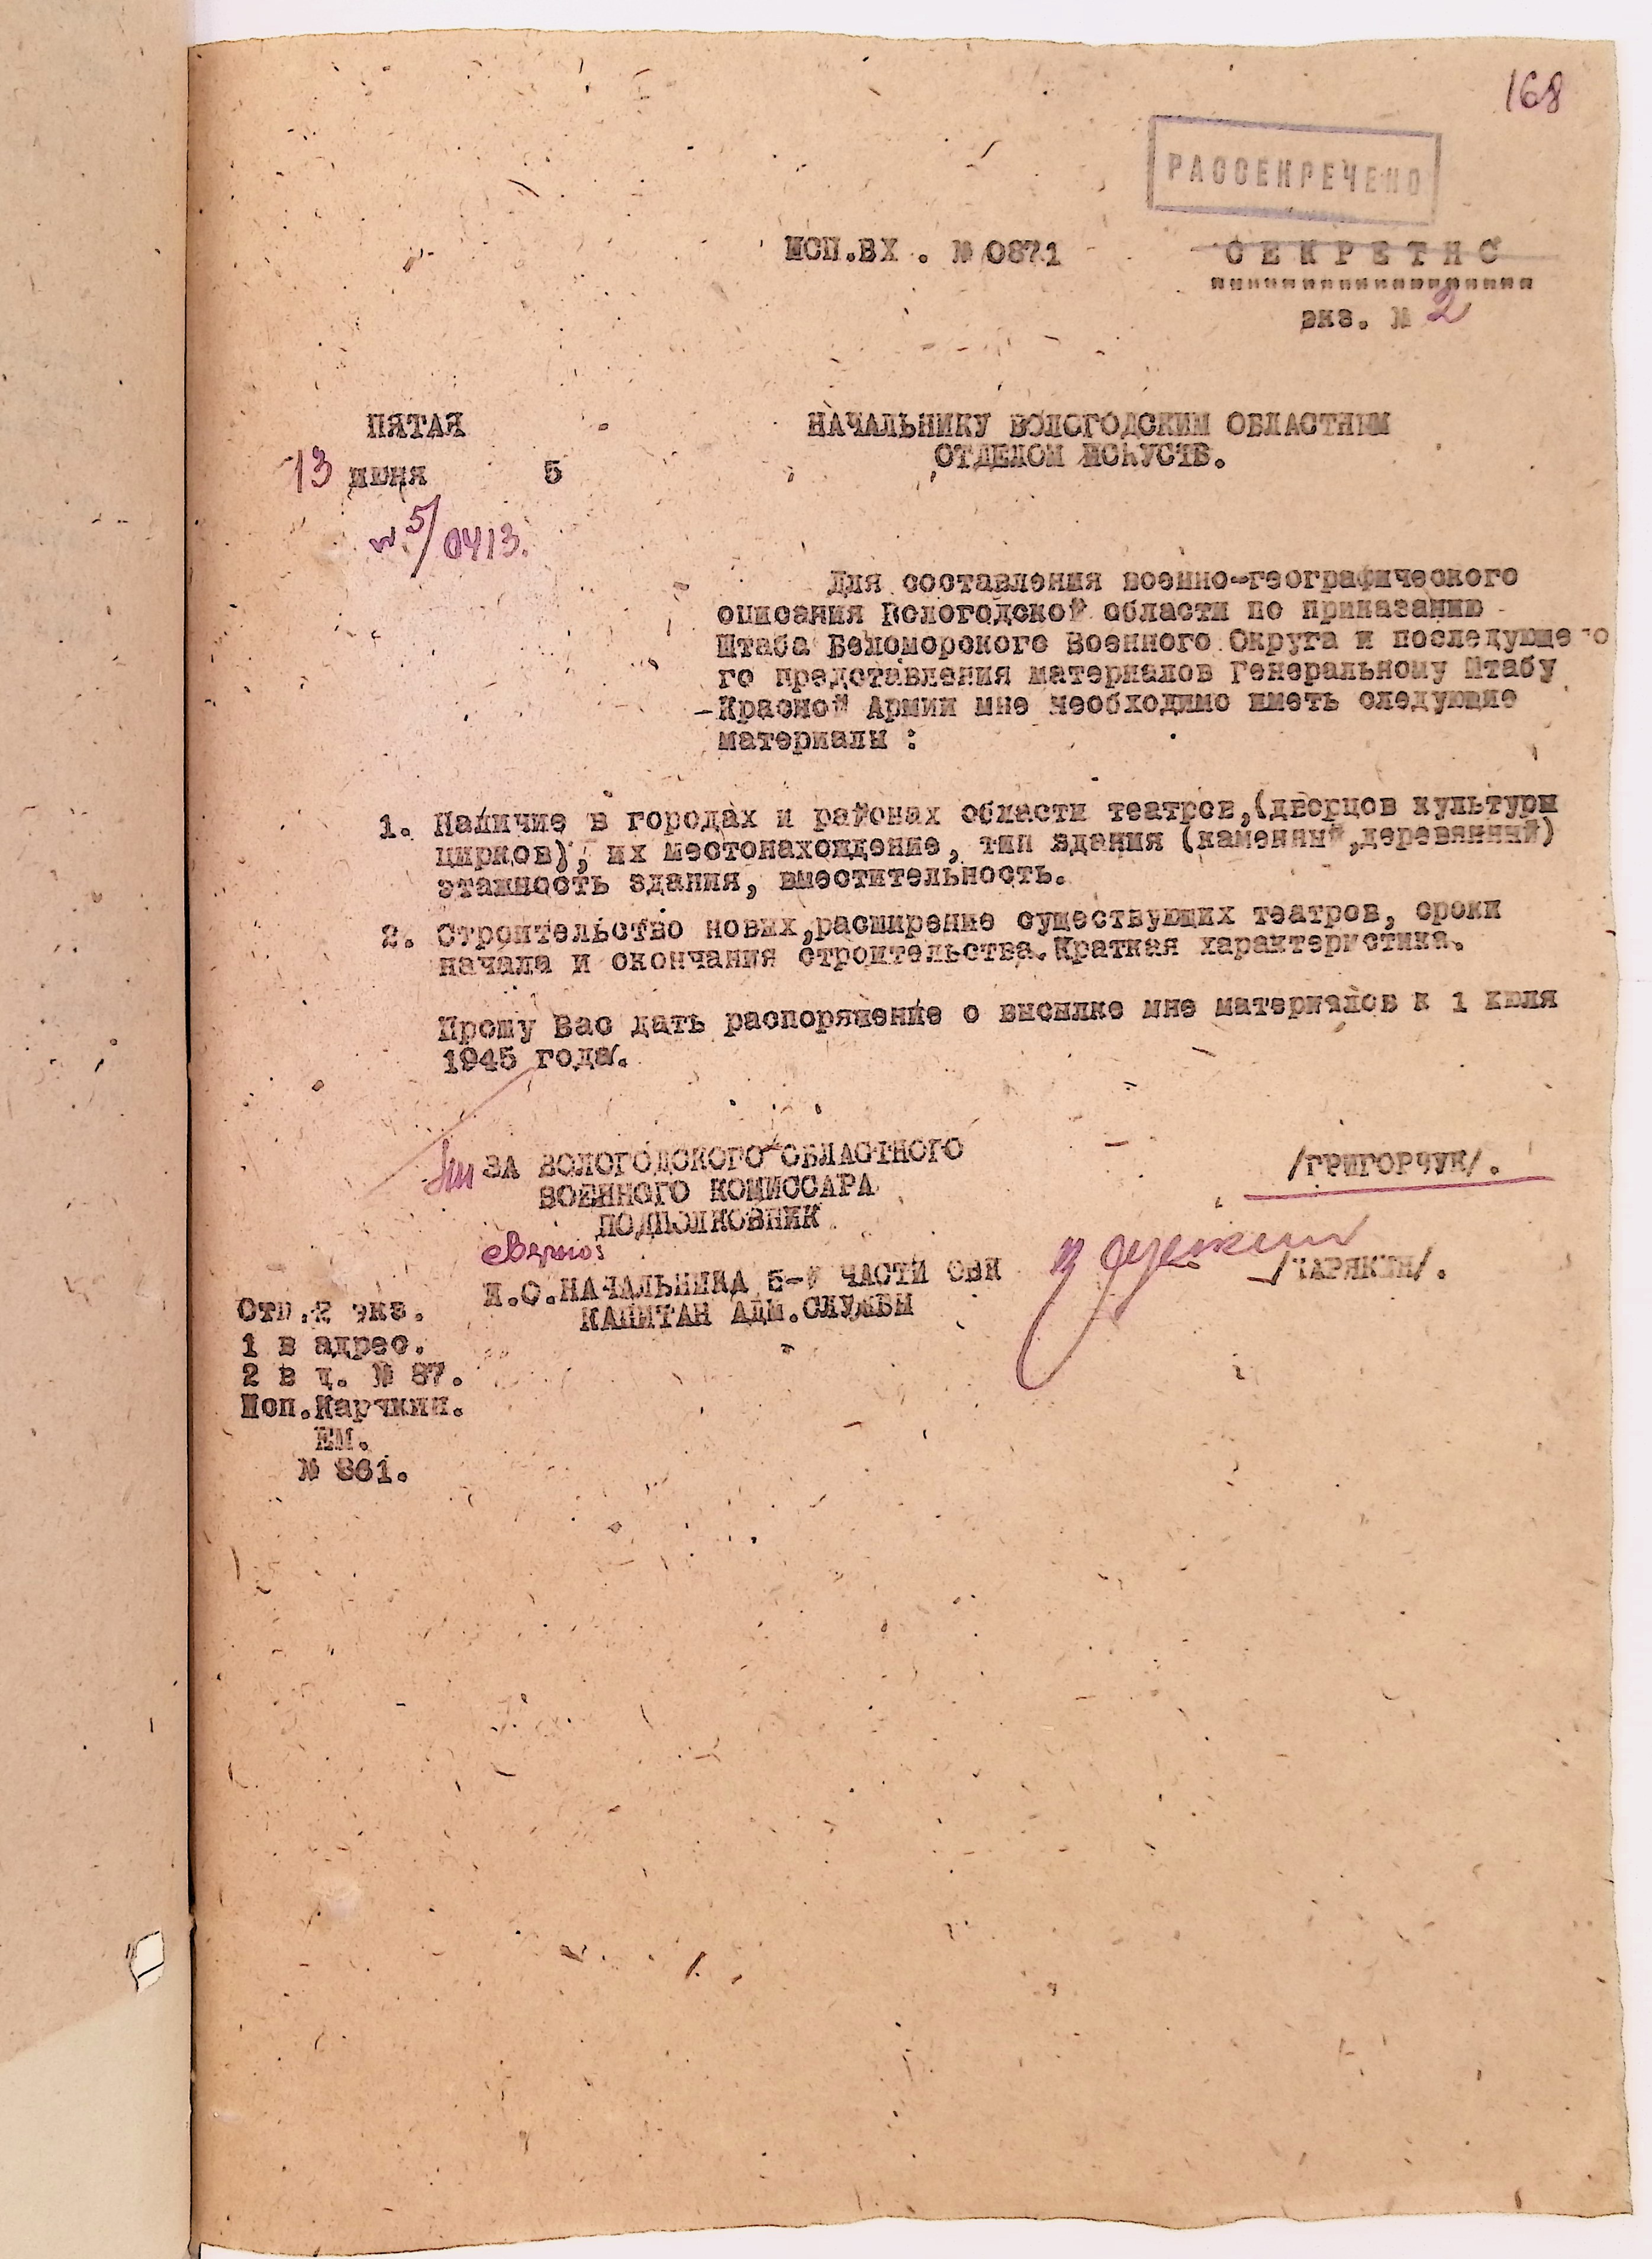 168
РАССЕКРЕЧЕНО
ИСП.ВХ . № 0871
С Е К Р Е Т Н О
экз. № 2
ПЯТАЯ
13 июня 5
№ 5/0413.
НАЧАЛЬНИКУ ВОЛОГОДСКИМ ОБЛАСТНЫМ
ОТДЕЛОМ ИСКУСТВ.
Для составления военно-географического
описания Вологодской области по приказанию
Штаба Беломорского Военного Округа и последующего
го представления материалов Генеральному Штабу
Красной Армии мне необходимо иметь следующие
материалы :
1. Наличие в городах и районах области театров,(дворцов культуры
цирков), их местонахождение, тип здания (каменный,деревянный)
этажность здания, вместительность.
2. Строительство новых,расширение существующих театров, сроки
начала и окончания строительства.Краткая характеристика.
Прошу Вас дать распоряжение о высылке мне материалов к 1 июля
1945 года.
ЗА ВОЛОГОДСКОГО ОБЛАСТНОГО
ВОЕННОГО КОМИССАРА
ПОДПОЛКОВНИК
/ГРИГОРЧУК/.
Верно:
И.О.НАЧАЛЬНИКА 5-й ЧАСТИ ОВК
КАПИТАН АДМ.СЛУЖБЫ
/КАРЯКИН/.
Отп.2 экз.
1 в адрес.
2 в д. № 87.
Исп.Карякин.
ЕМ.
№ 861.